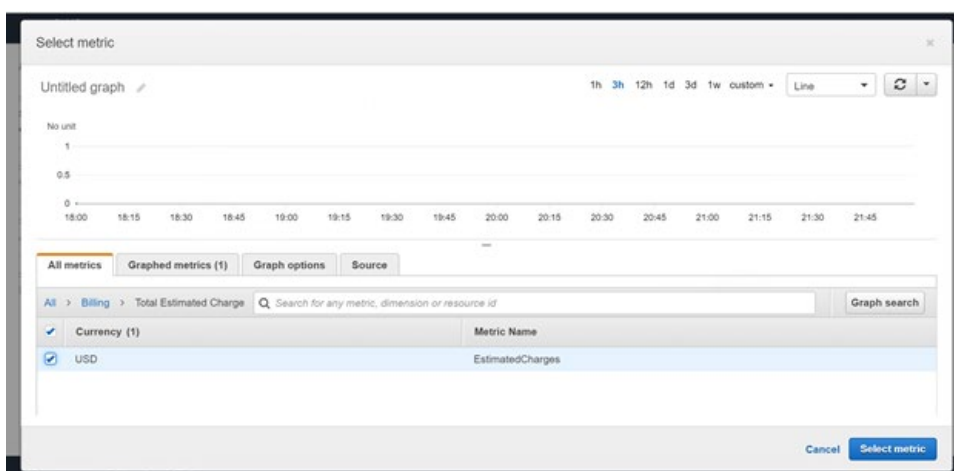 Select metric
Untitled graph
1h 3h 12h 1d 3d 1w custom Line
No unit
1
0.5
0
18:00 18:15 18:30 18:45 19:00 19:15 19:30 19:45 20:00 20:15 20:30 20:45 21:00 21:15 21:30 21:45
All metrics Graphed metrics (1) Graph options Source
All > Billing > Total Estimated Charge Search for any metric, dimension or resource id Graph search
Currency (1) Metric Name
USD EstimatedCharges
Cancel Select metric